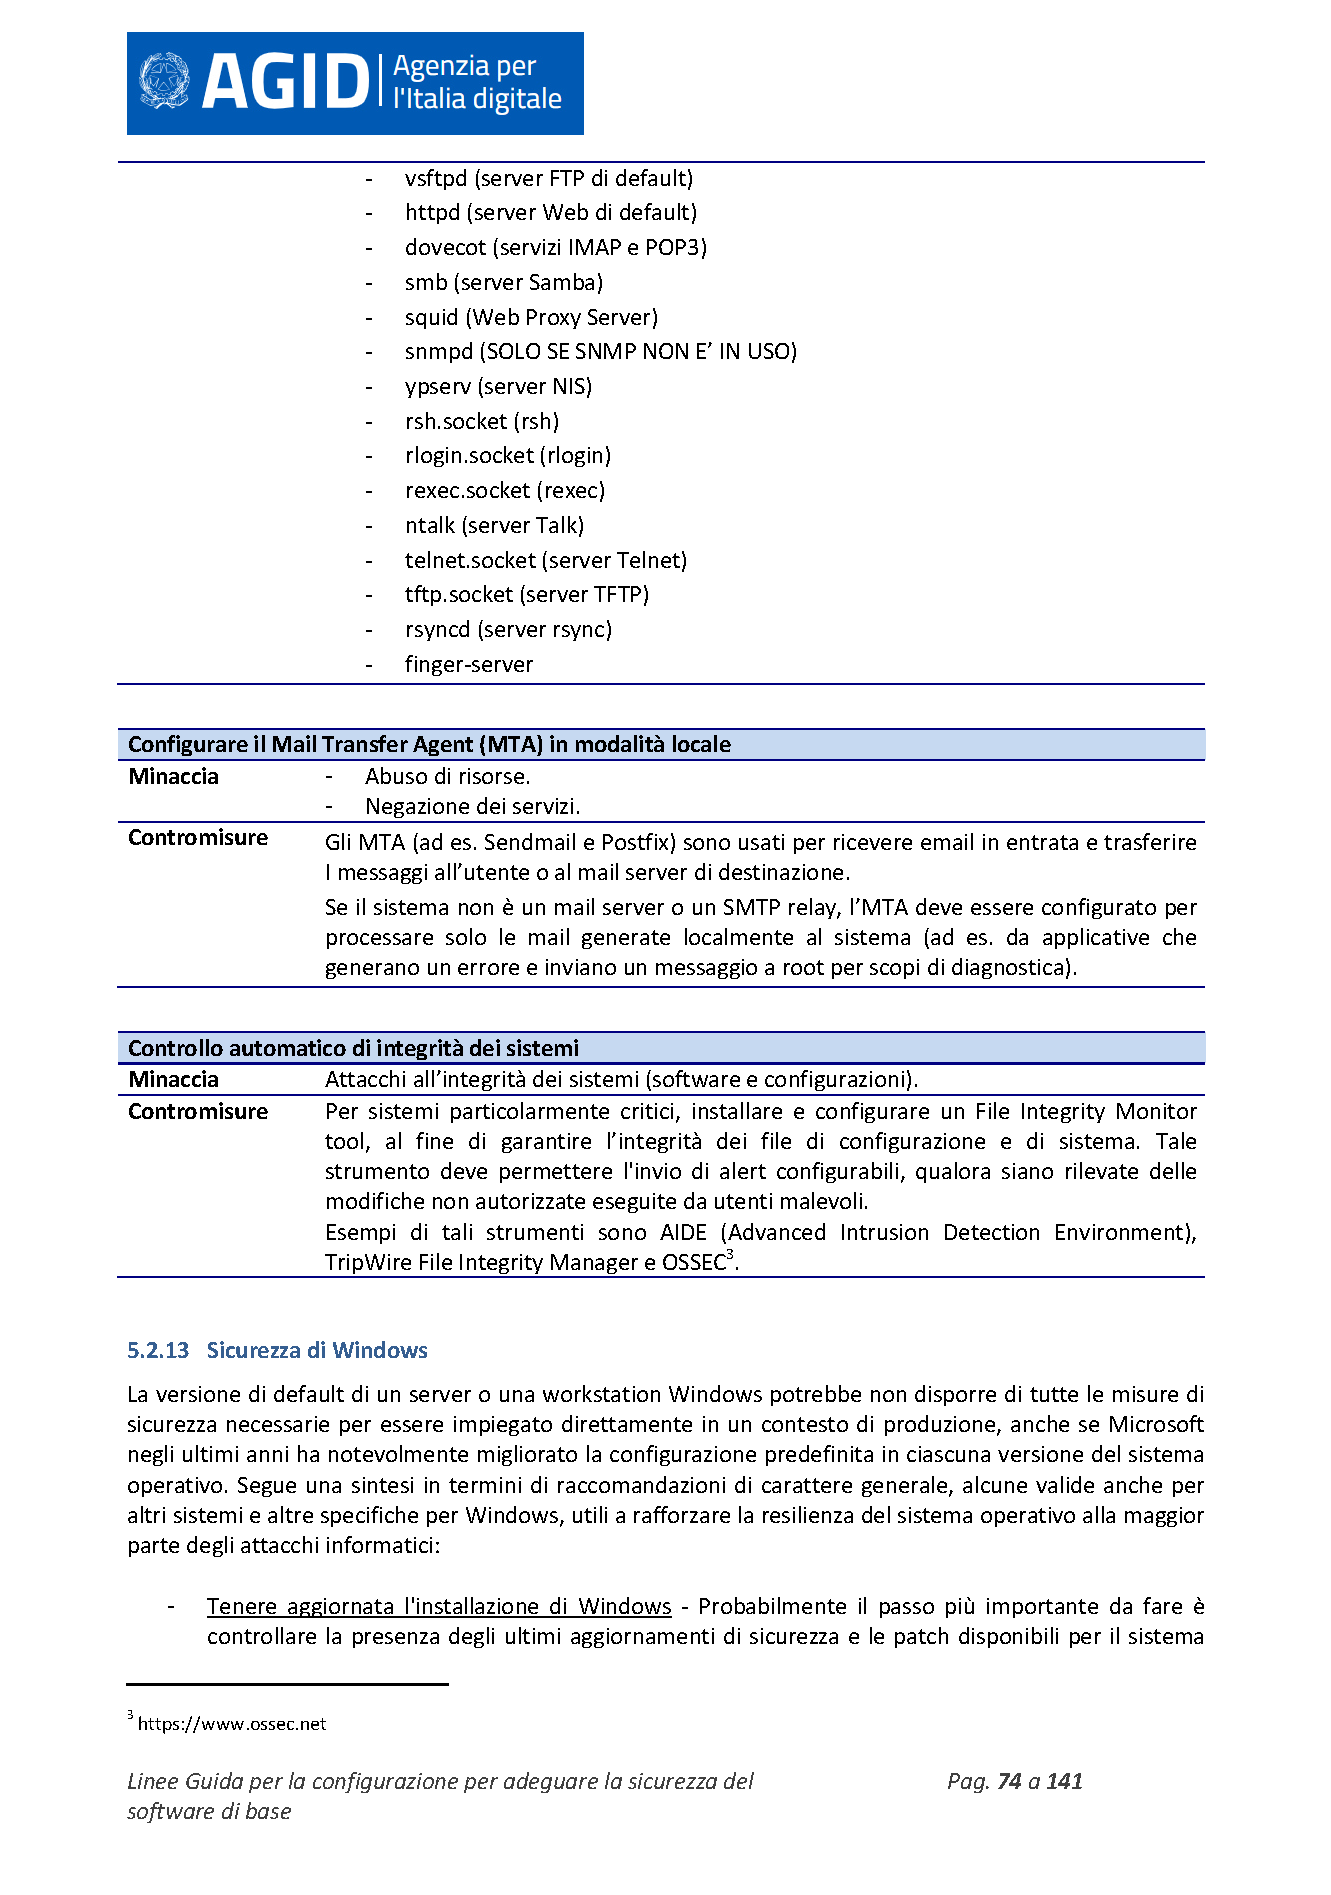 AGID Agenzia per
l'Italia digitale
- vsftpd (server FTP di default)
- httpd (server Web di default)
- dovecot (servizi IMAP e POP3)
- smb (server Samba)
- squid (Web Proxy Server)
- snmpd (SOLO SE SNMP NON E’ IN USO)
- ypserv (server NIS)
- rsh.socket (rsh)
- rlogin.socket (rlogin)
- rexec.socket (rexec)
- ntalk (server Talk)
- telnet.socket (server Telnet)
- tftp.socket (server TFTP)
- rsyncd (server rsync)
- finger-server
Configurare il Mail Transfer Agent (MTA) in modalità locale
Minaccia - Abuso di risorse.
- Negazione dei servizi.
Contromisure Gli MTA (ad es. Sendmail e Postfix) sono usati per ricevere email in entrata e trasferire
I messaggi all’utente o al mail server di destinazione.
Se il sistema non è un mail server o un SMTP relay, l’MTA deve essere configurato per
processare solo le mail generate localmente al sistema (ad es. da applicative che
generano un errore e inviano un messaggio a root per scopi di diagnostica).
Controllo automatico di integrità dei sistemi
Minaccia Attacchi all’integrità dei sistemi (software e configurazioni).
Contromisure Per sistemi particolarmente critici, installare e configurare un File Integrity Monitor
tool, al fine di garantire l’integrità dei file di configurazione e di sistema. Tale
strumento deve permettere l'invio di alert configurabili, qualora siano rilevate delle
modifiche non autorizzate eseguite da utenti malevoli.
Esempi di tali strumenti sono AIDE (Advanced Intrusion Detection Environment),
TripWire File Integrity Manager e OSSEC3.
5.2.13 Sicurezza di Windows
La versione di default di un server o una workstation Windows potrebbe non disporre di tutte le misure di
sicurezza necessarie per essere impiegato direttamente in un contesto di produzione, anche se Microsoft
negli ultimi anni ha notevolmente migliorato la configurazione predefinita in ciascuna versione del sistema
operativo. Segue una sintesi in termini di raccomandazioni di carattere generale, alcune valide anche per
altri sistemi e altre specifiche per Windows, utili a rafforzare la resilienza del sistema operativo alla maggior
parte degli attacchi informatici:
- Tenere aggiornata l'installazione di Windows - Probabilmente il passo più importante da fare è
controllare la presenza degli ultimi aggiornamenti di sicurezza e le patch disponibili per il sistema
3 https://www.ossec.net
Linee Guida per la configurazione per adeguare la sicurezza del Pag. 74 a 141
software di base